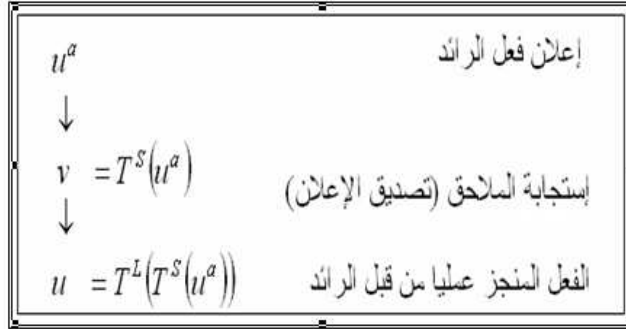 u^a إعلان فعل الرائد
↓
v = T^S(u^a) إستجابة الملاحق (تصديق الإعلان)
↓
u = T^L(T^S(u^a)) الفعل المنجز عمليا من قبل الرائد